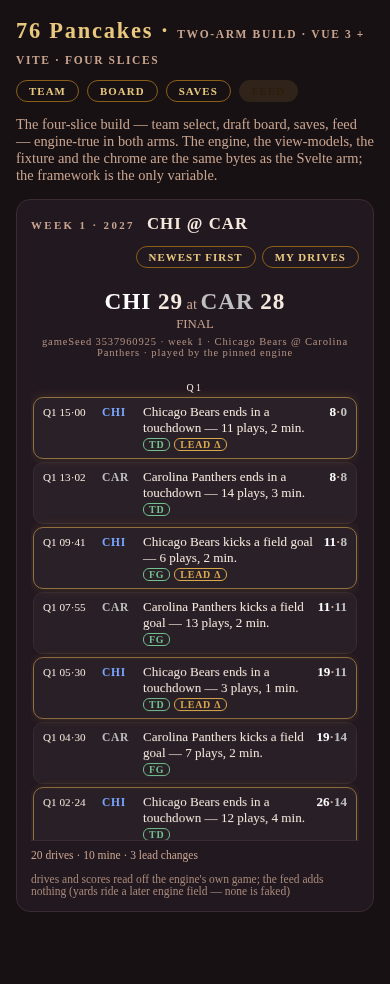 76 Pancakes · TWO-ARM BUILD · VUE 3 +
VITE · FOUR SLICES
TEAM BOARD SAVES FEED
The four-slice build — team select, draft board, saves, feed
— engine-true in both arms. The engine, the view-models, the
fixture and the chrome are the same bytes as the Svelte arm;
the framework is the only variable.
WEEK 1 · 2027 CHI @ CAR
NEWEST FIRST MY DRIVES
CHI 29 at CAR 28
FINAL
gameSeed 3537960925 · week 1 · Chicago Bears @ Carolina
Panthers · played by the pinned engine
Q1
Q1 15·00 CHI Chicago Bears ends in a 8·0
touchdown — 11 plays, 2 min.
TD LEAD Δ
Q1 13·02 CAR Carolina Panthers ends in a 8·8
touchdown — 14 plays, 3 min.
TD
Q1 09·41 CHI Chicago Bears kicks a field goal 11·8
— 6 plays, 2 min.
FG LEAD Δ
Q1 07·55 CAR Carolina Panthers kicks a field 11·11
goal — 13 plays, 2 min.
FG
Q1 05·30 CHI Chicago Bears ends in a 19·11
touchdown — 3 plays, 1 min.
TD LEAD Δ
Q1 04·30 CAR Carolina Panthers kicks a field 19·14
goal — 7 plays, 2 min.
FG
Q1 02·24 CHI Chicago Bears ends in a 26·14
touchdown — 12 plays, 4 min.
TD
20 drives · 10 mine · 3 lead changes
drives and scores read off the engine's own game; the feed adds
nothing (yards ride a later engine field — none is faked)